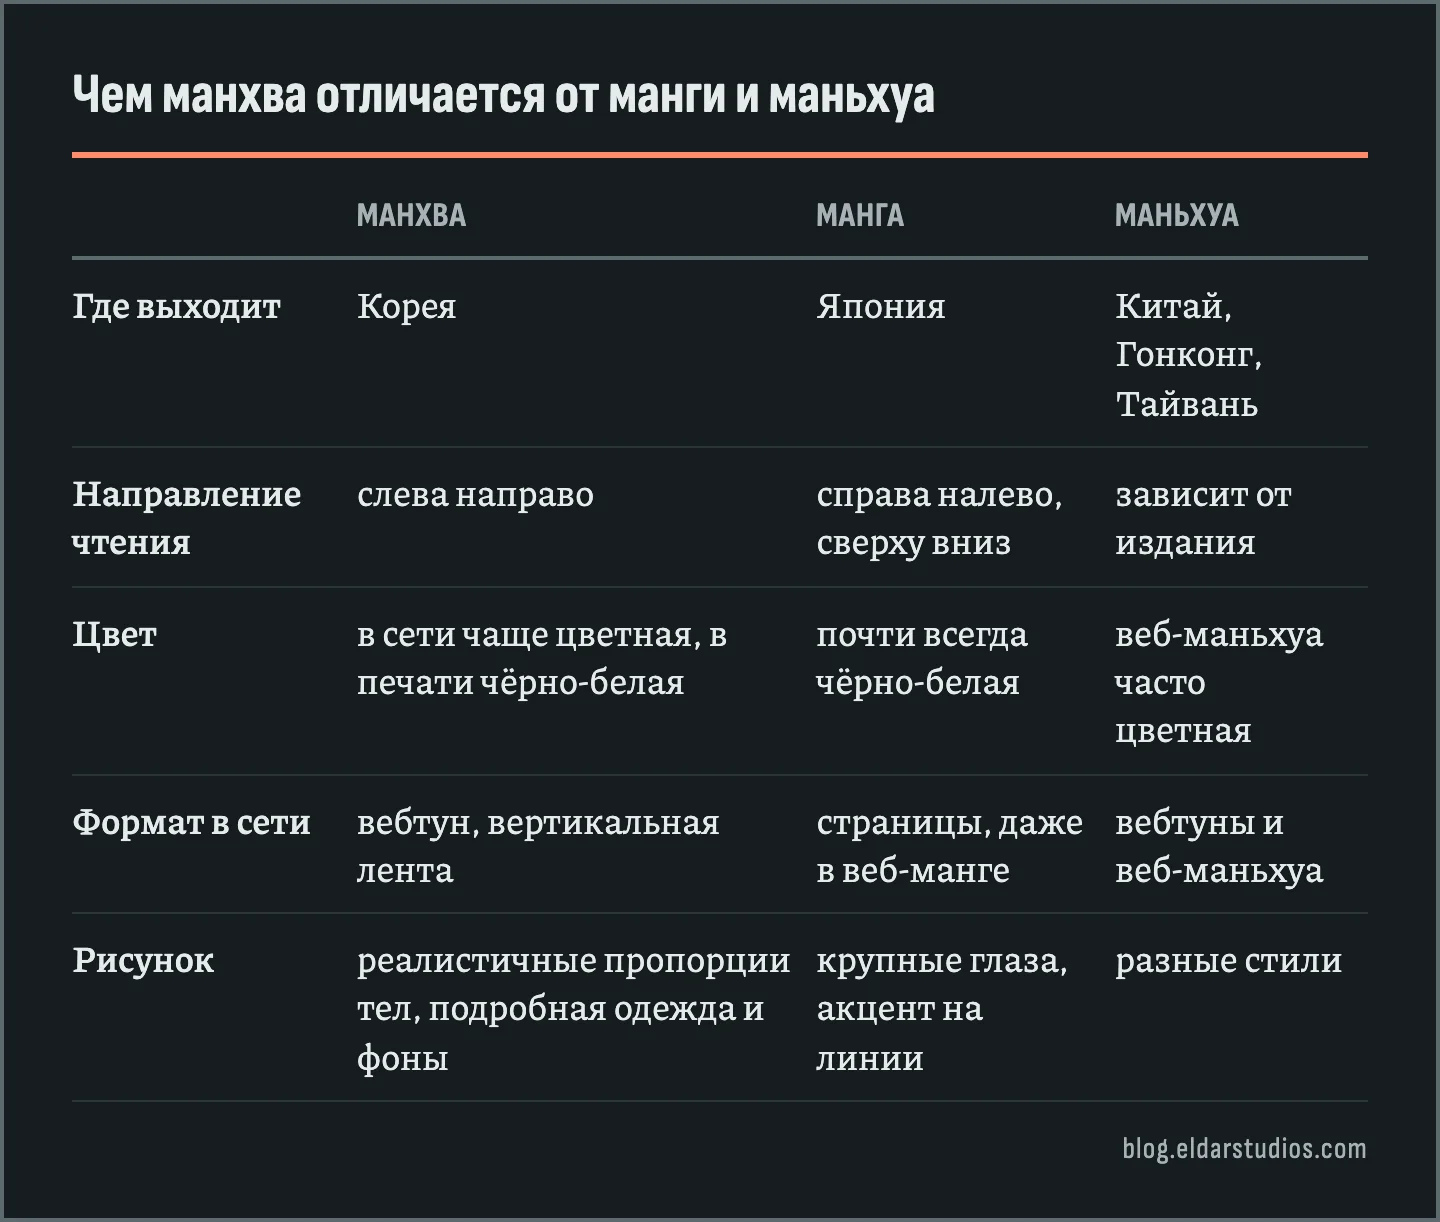 Чем манхва отличается от манги и маньхуа
МАНХВА МАНГА МАНЬХУА
Где выходит Корея Япония Китай,
Гонконг,
Тайвань
Направление слева направо справа налево, зависит от
чтения сверху вниз издания
Цвет в сети чаще цветная, в почти всегда веб-маньхуа
печати чёрно-белая чёрно-белая часто
цветная
Формат в сети вебтун, вертикальная страницы, даже вебтуны и
лента в веб-манге веб-маньхуа
Рисунок реалистичные пропорции крупные глаза, разные стили
тел, подробная одежда и акцент на
фоны линии
blog.eldarstudios.com